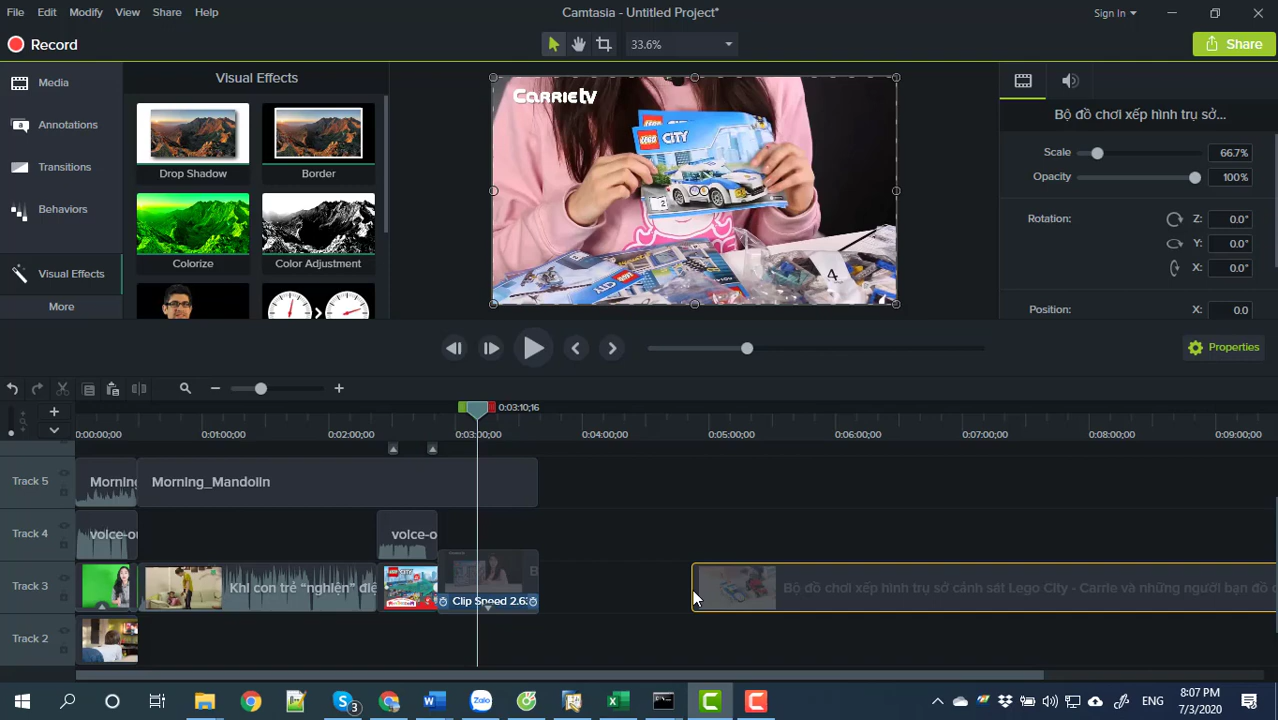 File Edit Modify View Share Help
Camtasia - Untitled Project*
Sign In
Record
33.6%
Share
Media
Annotations
Transitions
Behaviors
Visual Effects
More
Visual Effects
Drop Shadow
Border
Colorize
Color Adjustment
CARRIETV
CITY
CITY
2
4
Bộ đồ chơi xếp hình trụ sở...
Scale 66.7%
Opacity 100%
Rotation: Z: 0.0°
Y: 0.0°
X: 0.0°
Position: X: 0.0
Properties
0:03:10;16
0:00:00;00 0:01:00;00 0:02:00;00 0:03:00;00 0:04:00;00 0:05:00;00 0:06:00;00 0:07:00;00 0:08:00;00 0:09:00;00
Track 5
Morning_Mandolin
Track 4
voice-o
voice-o
Track 3
Khi con trẻ “nghiện” điệ
Clip Speed 2.6
Bộ đồ chơi xếp hình trụ sở cảnh sát Lego City - Carrie và những người bạn đồ
Track 2
3
ENG
8:07 PM
7/3/2020